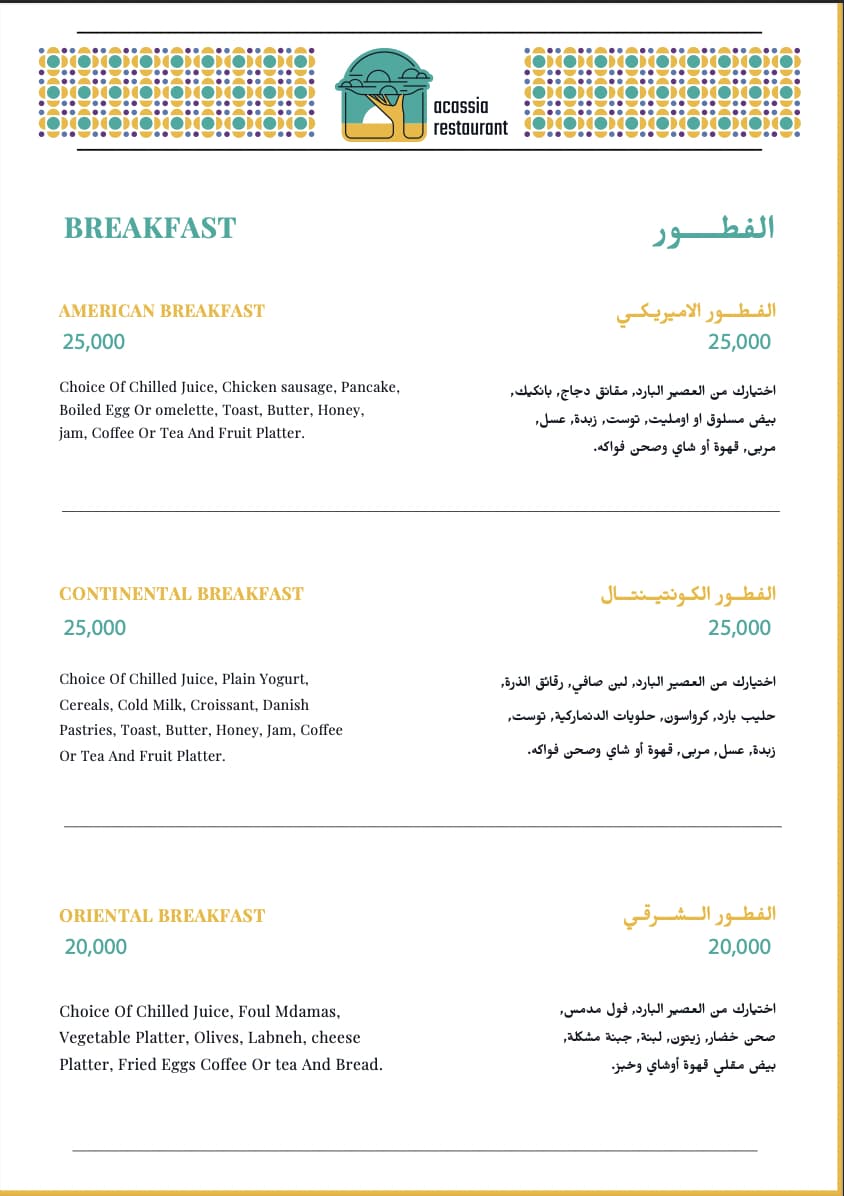 acassia
restaurant
BREAKFAST
الفطـــــور
AMERICAN BREAKFAST
25,000
Choice Of Chilled Juice, Chicken sausage, Pancake,
Boiled Egg Or omelette, Toast, Butter, Honey,
jam, Coffee Or Tea And Fruit Platter.
الفـطـــور الاميريـكــي
25,000
اختيارك من العصير البارد, مقانق دجاج, بانكيك,
بيض مسلوق او اومليت, توست, زبدة, عسل,
مربى, قهوة أو شاي وصحن فواكه.
CONTINENTAL BREAKFAST
25,000
Choice Of Chilled Juice, Plain Yogurt,
Cereals, Cold Milk, Croissant, Danish
Pastries, Toast, Butter, Honey, Jam, Coffee
Or Tea And Fruit Platter.
الفطــور الكـونتيــنتـــال
25,000
اختيارك من العصير البارد, لبن صافي, رقائق الذرة,
حليب بارد, كرواسون, حلويات الدنماركية, توست,
زبدة, عسل, مربى, قهوة أو شاي وصحن فواكه.
ORIENTAL BREAKFAST
20,000
Choice Of Chilled Juice, Foul Mdamas,
Vegetable Platter, Olives, Labneh, cheese
Platter, Fried Eggs Coffee Or tea And Bread.
الفطــور الـــشـــرقـي
20,000
اختيارك من العصير البارد, فول مدمس,
صحن خضار, زيتون, لبنة, جبنة مشكلة,
بيض مقلي قهوة أوشاي وخبز.